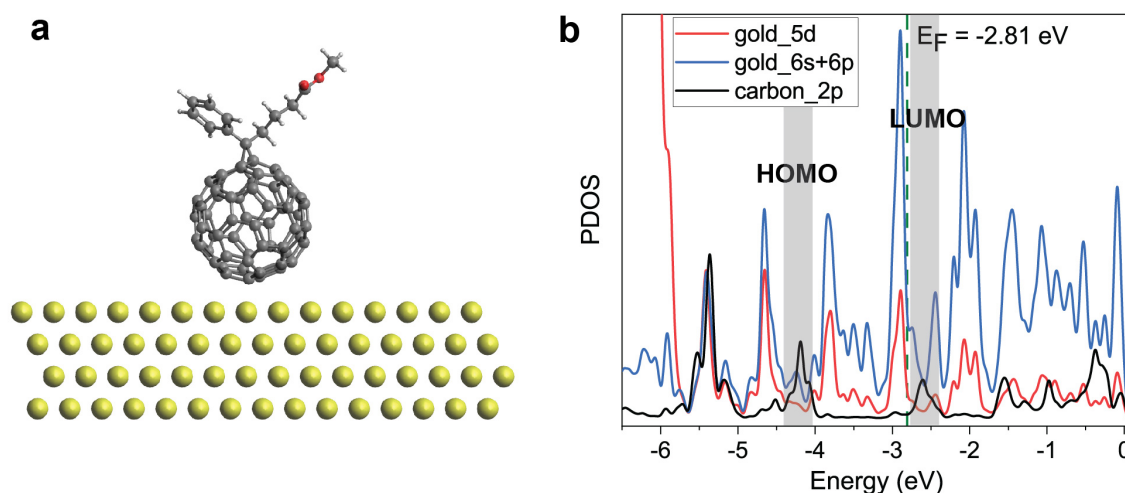 a
b
gold_5d
gold_6s+6p
carbon_2p
E_F = -2.81 eV
LUMO
HOMO
PDOS
-6 -5 -4 -3 -2 -1 0
Energy (eV)